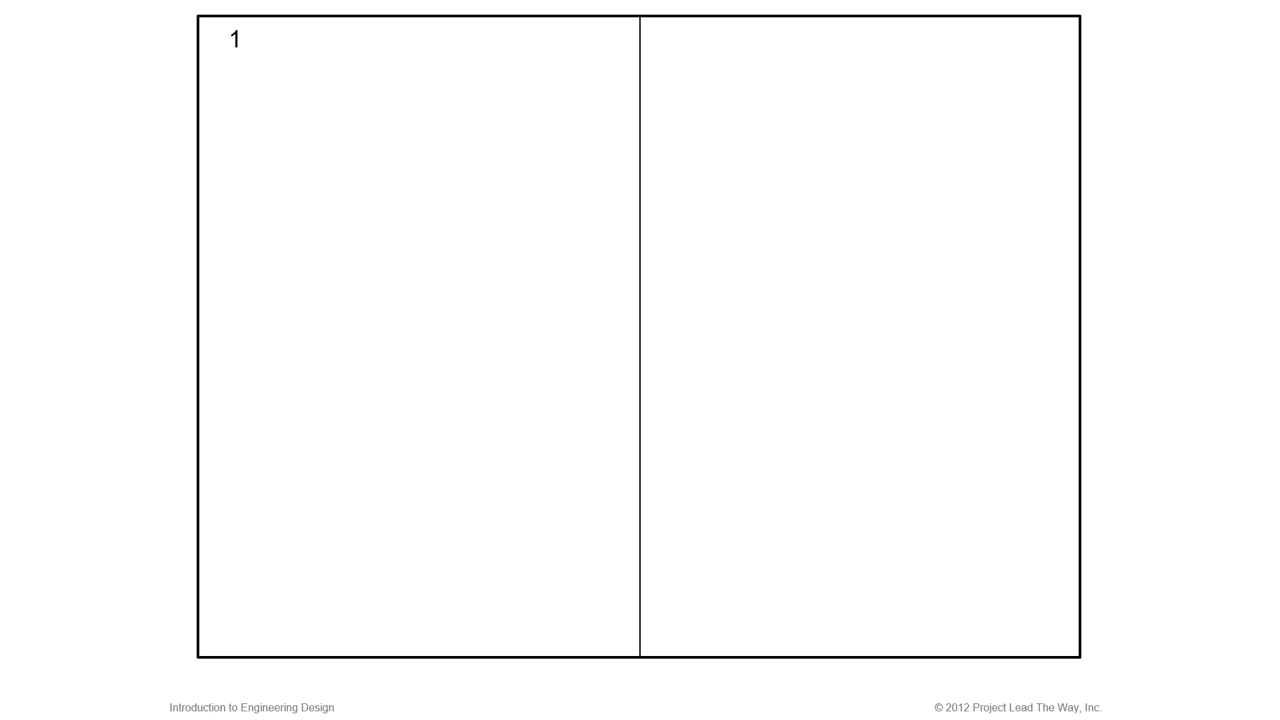 1
Introduction to Engineering Design
© 2012 Project Lead The Way, Inc.